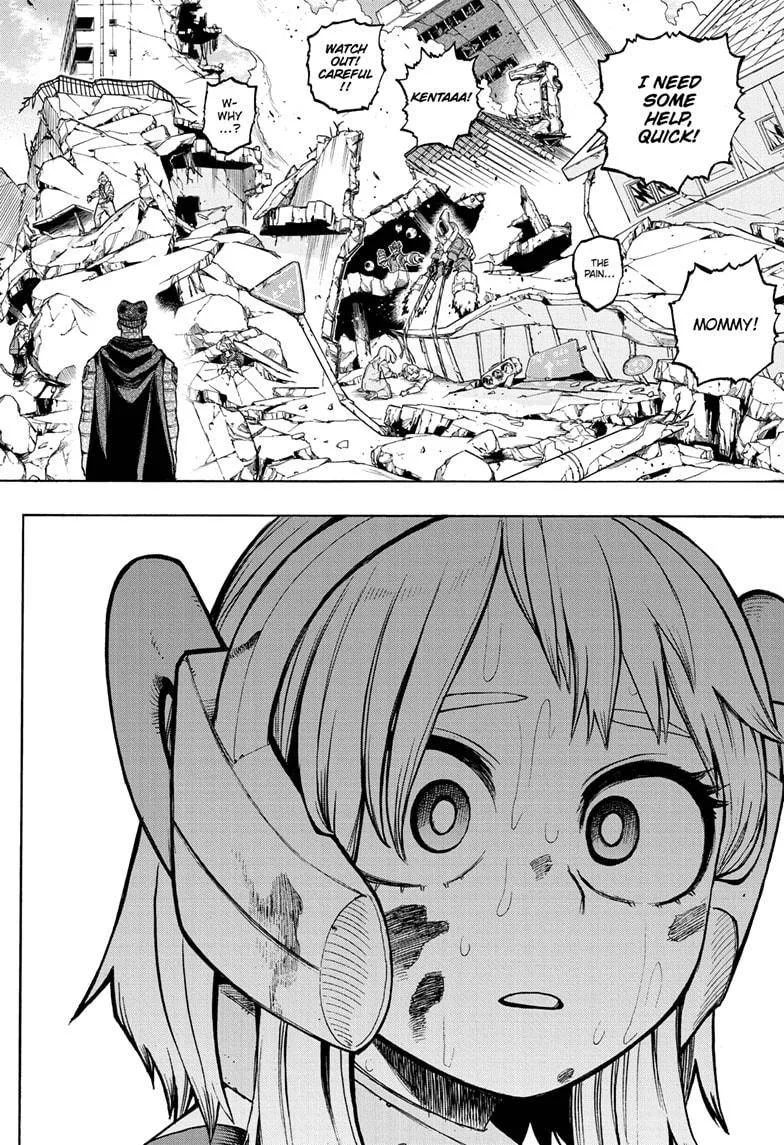 I NEED
SOME
HELP,
QUICK!
KENTAAA!
WATCH
OUT!
CAREFUL
!!
W-
WHY
...?
MOMMY!
THE
PAIN...